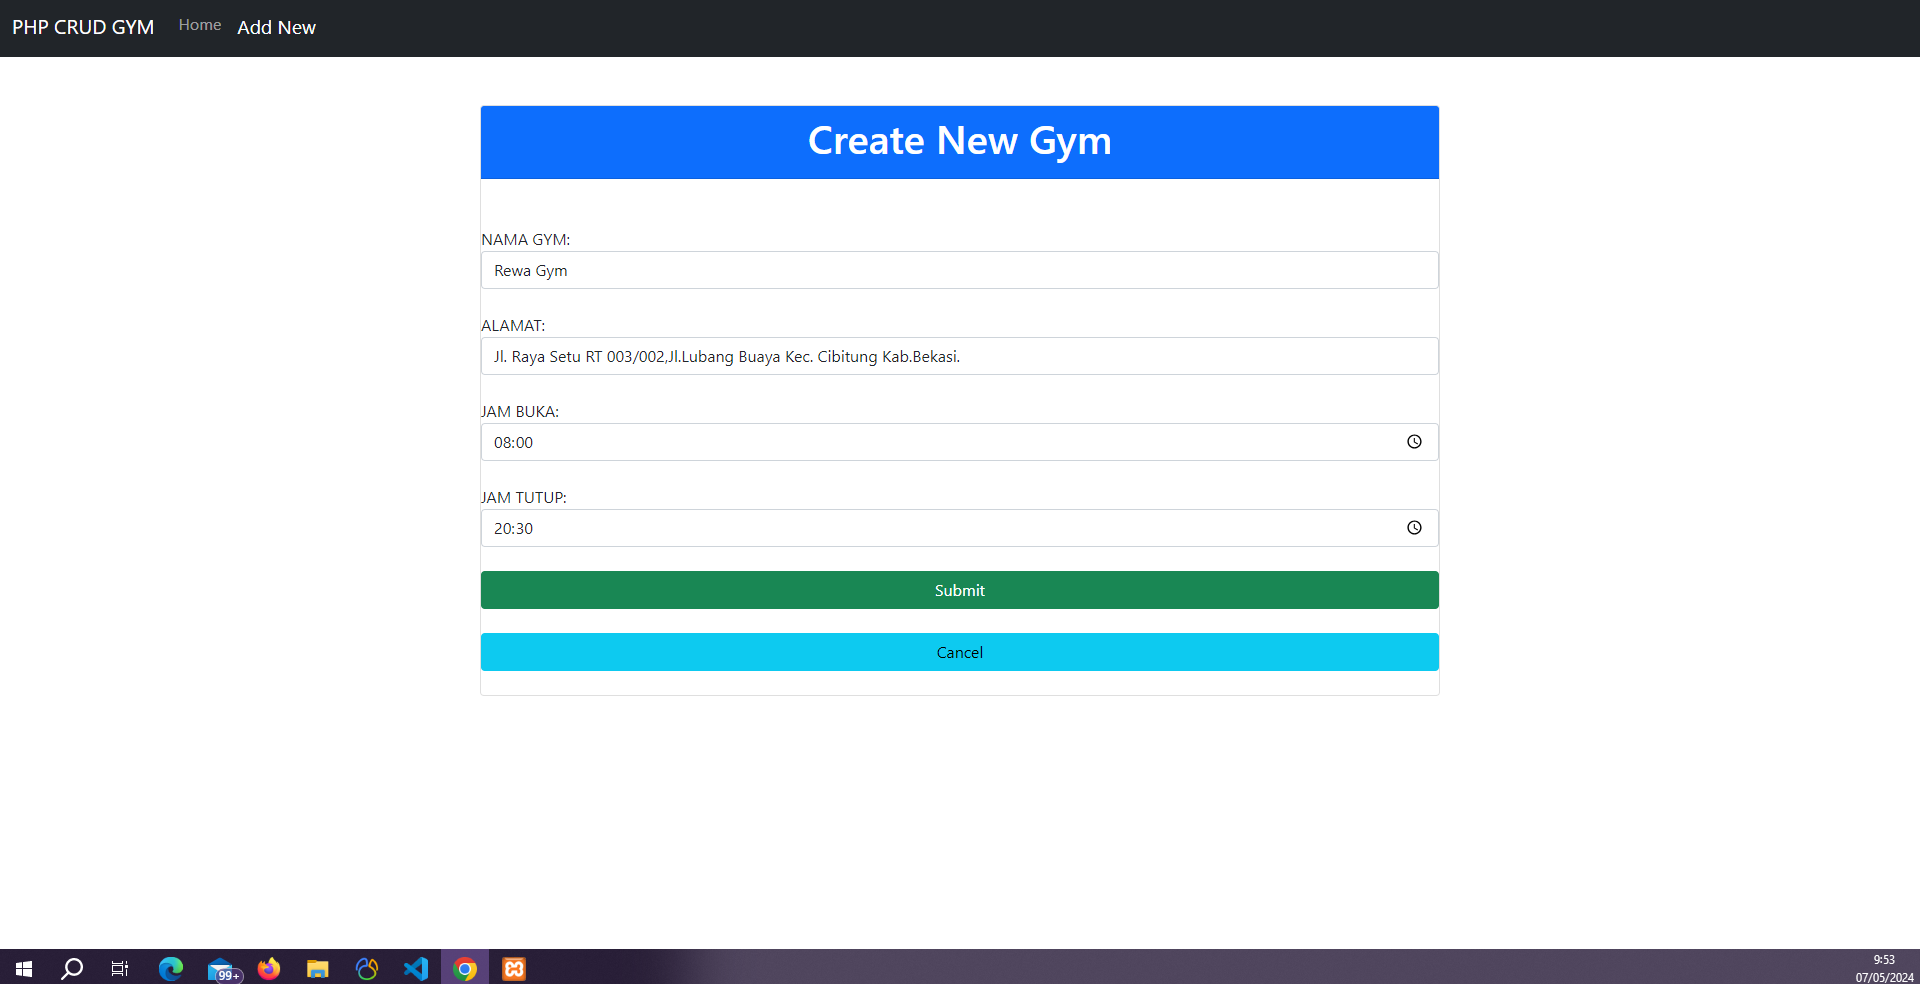 PHP CRUD GYM Home Add New
Create New Gym
NAMA GYM:
Rewa Gym
ALAMAT:
Jl. Raya Setu RT 003/002,Jl.Lubang Buaya Kec. Cibitung Kab.Bekasi.
JAM BUKA:
08:00
JAM TUTUP:
20:30
Submit
Cancel
99+
9:53
07/05/2024